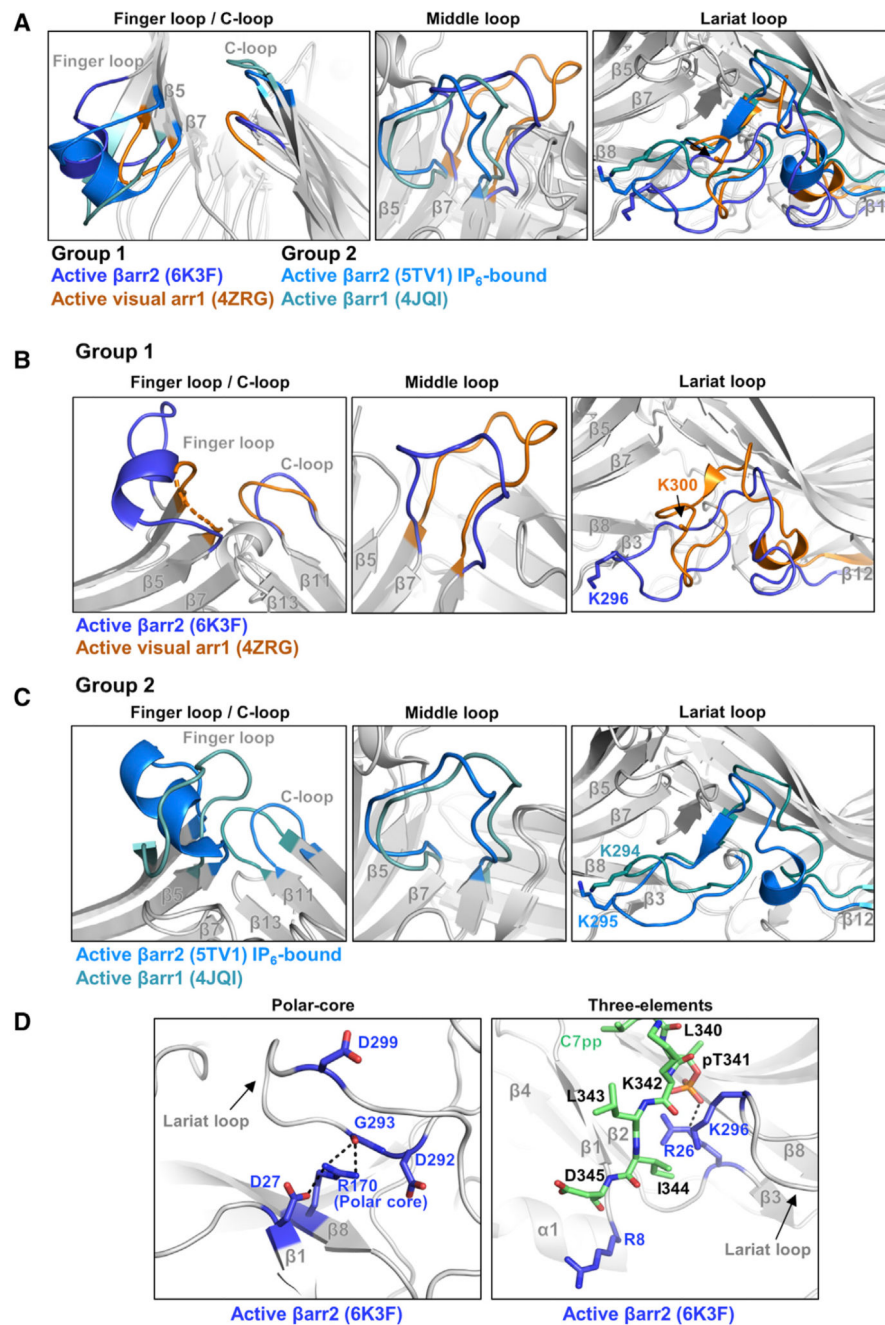 A
Finger loop / C-loop
Middle loop
Lariat loop
Finger loop
C-loop
β5
β7
β5
β7
β5
β7
β8
β1
Group 1
Group 2
Active βarr2 (6K3F)
Active βarr2 (5TV1) IP6-bound
Active visual arr1 (4ZRG)
Active βarr1 (4JQI)
B
Group 1
Finger loop / C-loop
Middle loop
Lariat loop
Finger loop
C-loop
β5
β7
β11
β13
β5
β7
β5
β7
K300
β8
β3
K296
β12
Active βarr2 (6K3F)
Active visual arr1 (4ZRG)
C
Group 2
Finger loop / C-loop
Middle loop
Lariat loop
Finger loop
C-loop
β5
β7
β11
β13
β5
β7
β5
β7
K294
β8
β3
K295
β12
Active βarr2 (5TV1) IP6-bound
Active βarr1 (4JQI)
D
Polar-core
Three-elements
D299
Lariat loop
G293
D292
D27
R170
(Polar core)
β8
β1
C7pp
L340
pT341
β4
K342
L343
K296
β1
β2
R26
β8
D345
I344
β3
α1
R8
Lariat loop
Active βarr2 (6K3F)
Active βarr2 (6K3F)